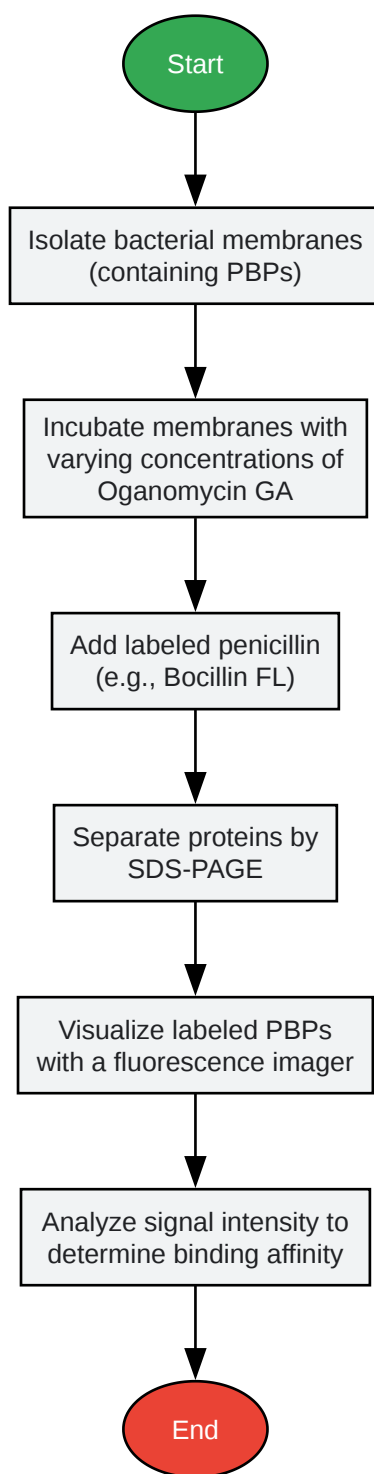 Start
Isolate bacterial membranes
(containing PBPs)
Incubate membranes with
varying concentrations of
Oganomycin GA
Add labeled penicillin
(e.g., Bocillin FL)
Separate proteins by
SDS-PAGE
Visualize labeled PBPs
with a fluorescence imager
Analyze signal intensity to
determine binding affinity
End